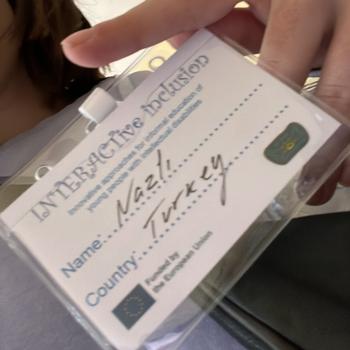 INTERACTIVE INCLUSION
Innovative approaches for informal education of
young people with intellectual disabilities
Name: Nazlı
Country: Turkey
Funded by
the European Union